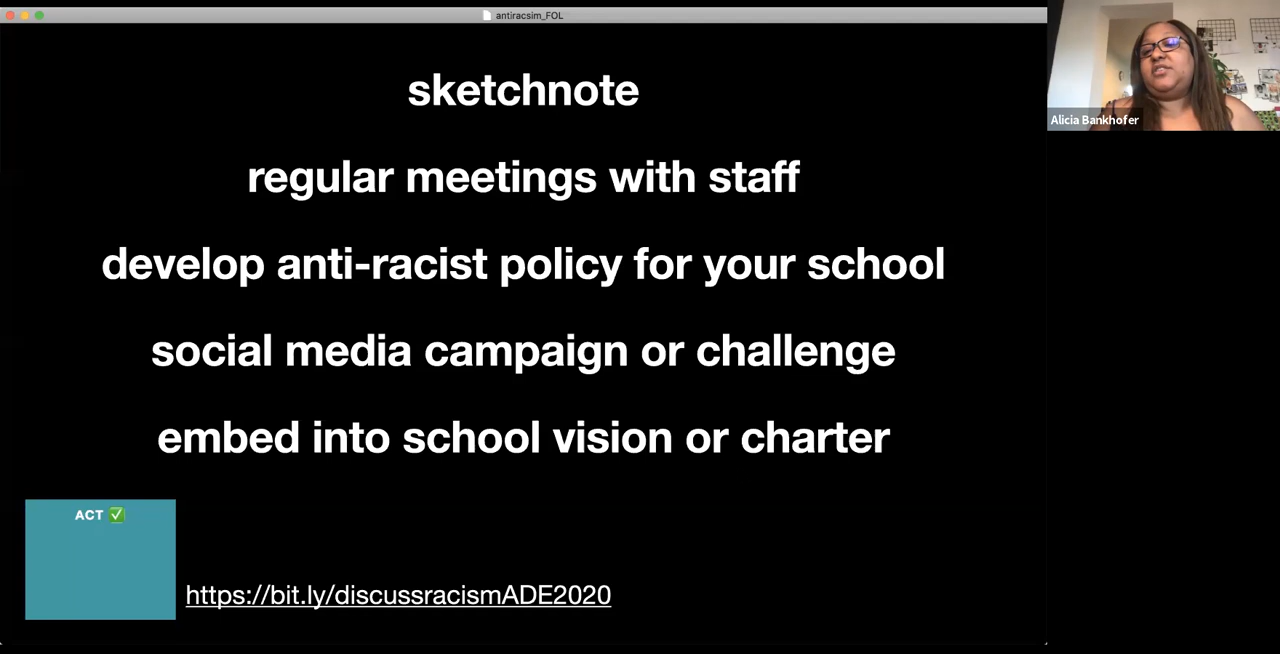 antiracsim_FOL
sketchnote
regular meetings with staff
develop anti-racist policy for your school
social media campaign or challenge
embed into school vision or charter
ACT ✅
https://bit.ly/discussracismADE2020
Alicia Bankhofer